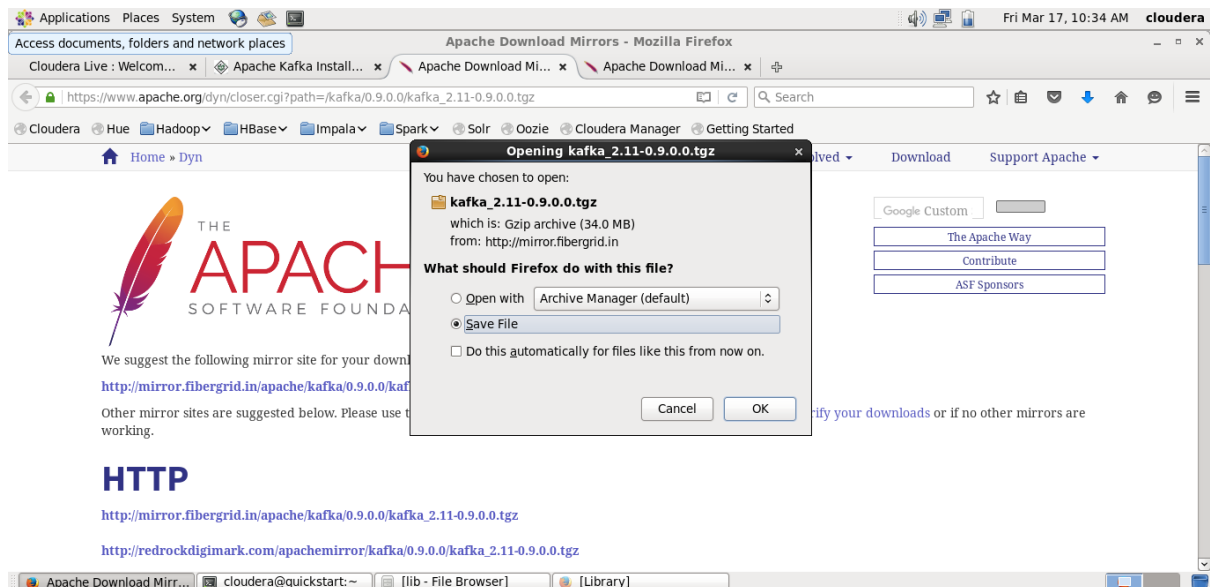 Applications Places System Fri Mar 17, 10:34 AM cloudera
Access documents, folders and network places Apache Download Mirrors - Mozilla Firefox
Cloudera Live : Welcom... Apache Kafka Install... Apache Download Mi... Apache Download Mi...
https://www.apache.org/dyn/closer.cgi?path=/kafka/0.9.0.0/kafka_2.11-0.9.0.0.tgz Search
Cloudera Hue Hadoop HBase Impala Spark Solr Oozie Cloudera Manager Getting Started
Home » Dyn lved Download Support Apache
Opening kafka_2.11-0.9.0.0.tgz
You have chosen to open:
kafka_2.11-0.9.0.0.tgz
which is: Gzip archive (34.0 MB)
from: http://mirror.fibergrid.in
What should Firefox do with this file?
Open with Archive Manager (default)
Save File
Do this automatically for files like this from now on.
Cancel OK
THE
APACH
SOFTWARE FOUNDA
Google Custom
The Apache Way
Contribute
ASF Sponsors
We suggest the following mirror site for your downl
http://mirror.fibergrid.in/apache/kafka/0.9.0.0/kaf
Other mirror sites are suggested below. Please use t rify your downloads or if no other mirrors are
working.
HTTP
http://mirror.fibergrid.in/apache/kafka/0.9.0.0/kafka_2.11-0.9.0.0.tgz
http://redrockdigimark.com/apachemirror/kafka/0.9.0.0/kafka_2.11-0.9.0.0.tgz
Apache Download Mirr... cloudera@quickstart:~ [lib - File Browser] [Library]